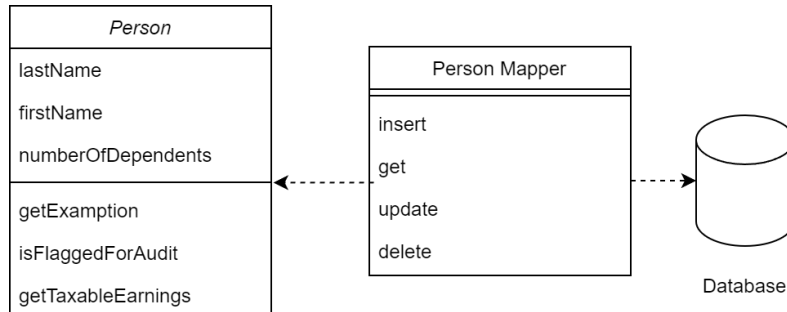 Person
lastName
firstName
numberOfDependents
getExamption
isFlaggedForAudit
getTaxableEarnings
Person Mapper
insert
get
update
delete
Database